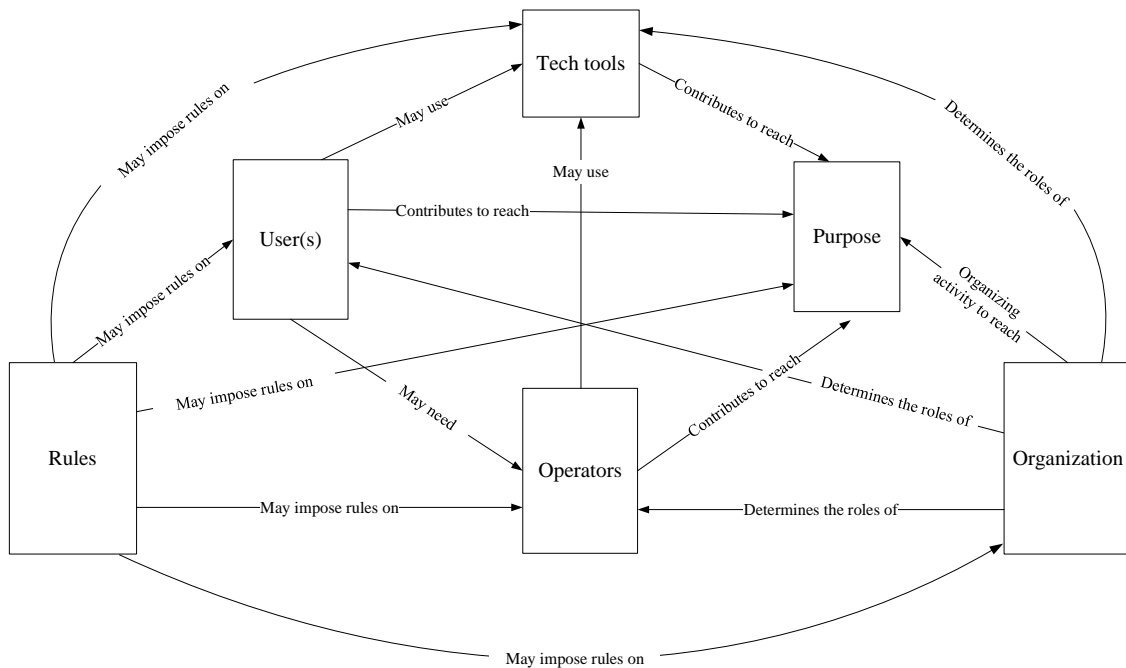 Tech tools
Contributes to reach
May use
May impose rules on
Determines the roles of
May use
User(s)
Contributes to reach
Purpose
May impose rules on
Organizing
activity to reach
May impose rules on
May need
Contributes to reach
Determines the roles of
Rules
Operators
Organization
May impose rules on
Determines the roles of
May impose rules on